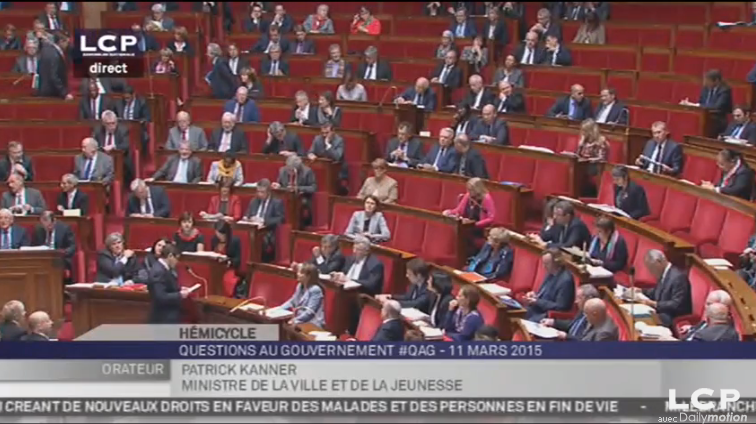 LCP
ASSEMBLÉE NATIONALE
direct
HÉMICYCLE
QUESTIONS AU GOUVERNEMENT #QAG - 11 MARS 2015
ORATEUR
PATRICK KANNER
MINISTRE DE LA VILLE ET DE LA JEUNESSE
CREANT DE NOUVEAUX DROITS EN FAVEUR DES MALADES ET DES PERSONNES EN FIN DE VIE -
LCP
avec Dailymotion